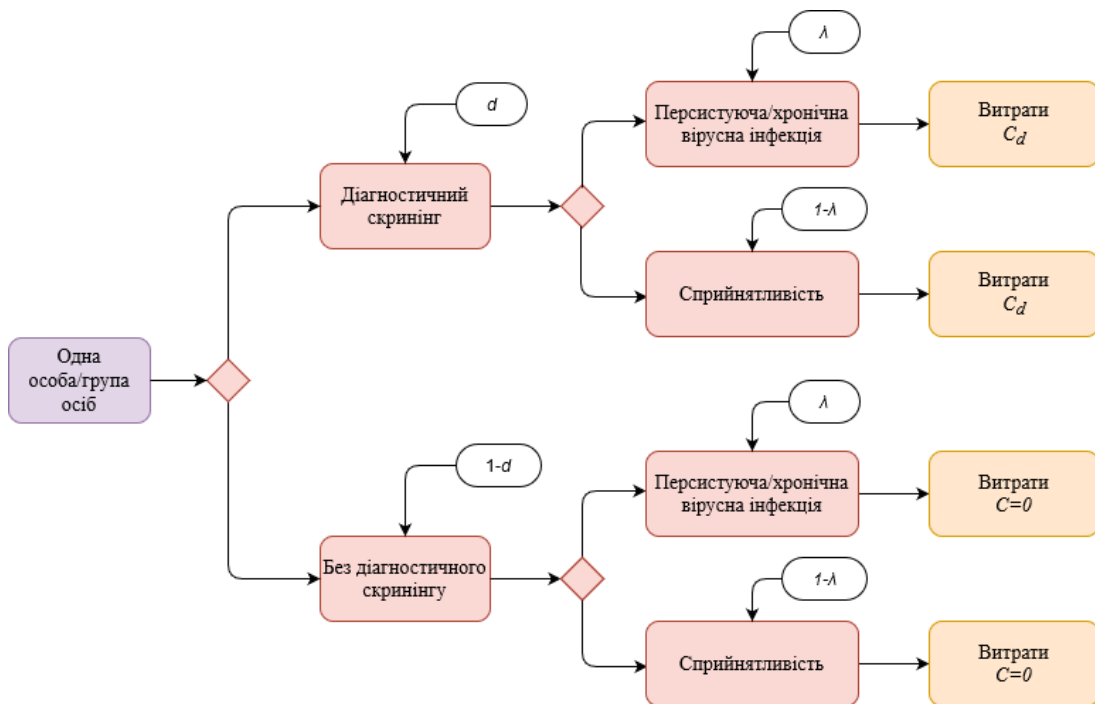 λ
d
Персистуюча/хронічна
вірусна інфекція
Витрати
C_d
Діагностичний
скринінг
1-λ
Сприйнятливість
Витрати
C_d
Одна
особа/група
осіб
λ
1-d
Персистуюча/хронічна
вірусна інфекція
Витрати
C=0
Без діагностичного
скринінгу
1-λ
Сприйнятливість
Витрати
C=0